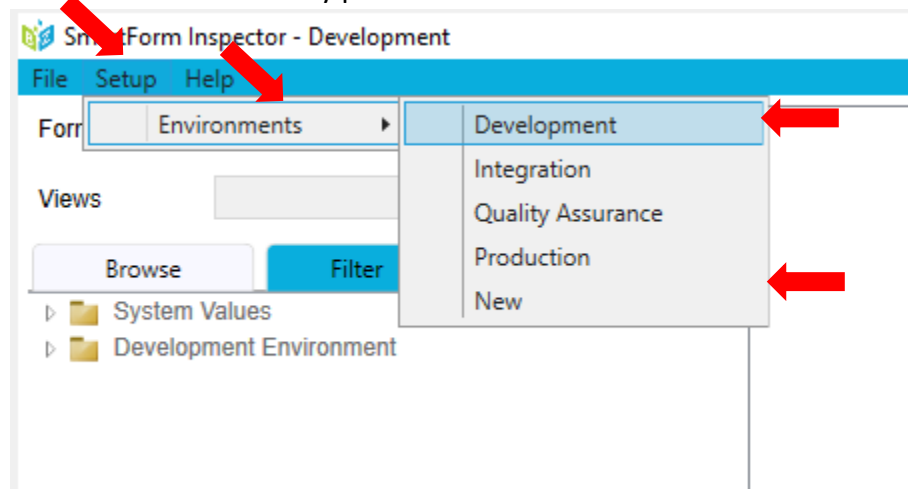 SmartForm Inspector - Development
File Setup Help
Environments
Development
Integration
Views
Quality Assurance
Production
Browse Filter
New
System Values
Development Environment